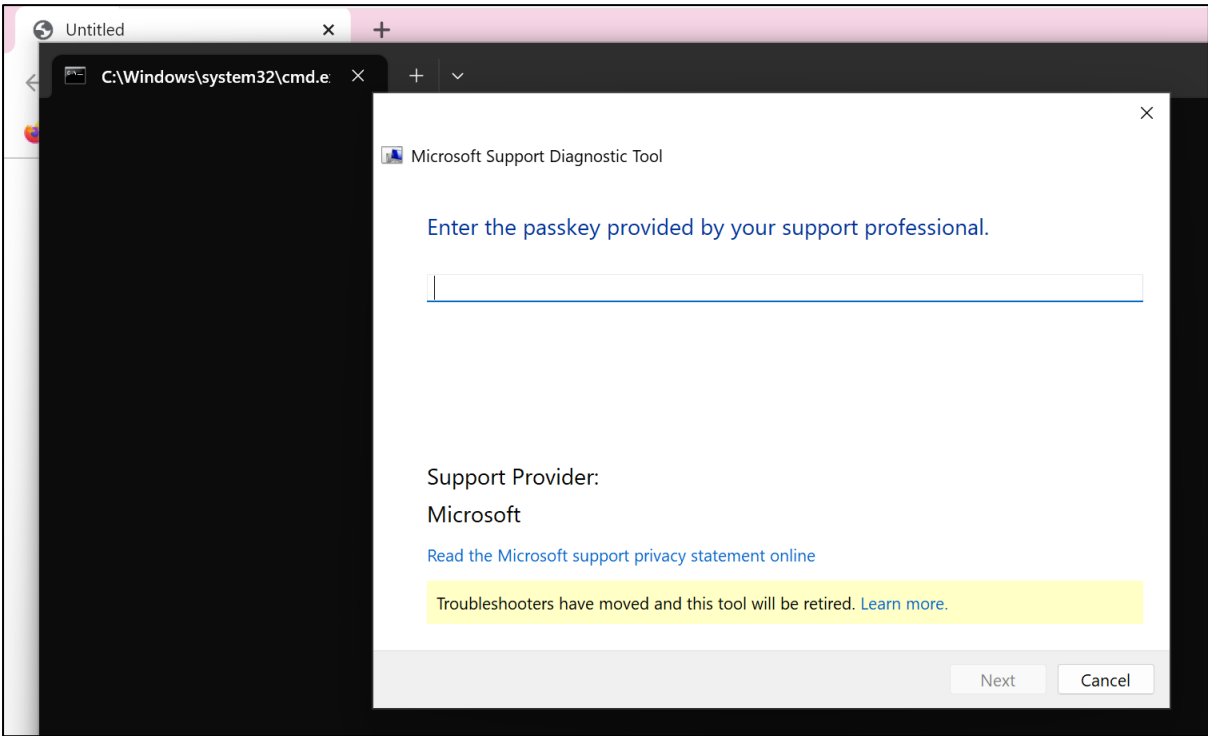 Untitled
C:\Windows\system32\cmd.e
Microsoft Support Diagnostic Tool
Enter the passkey provided by your support professional.
Support Provider:
Microsoft
Read the Microsoft support privacy statement online
Troubleshooters have moved and this tool will be retired. Learn more.
Next Cancel